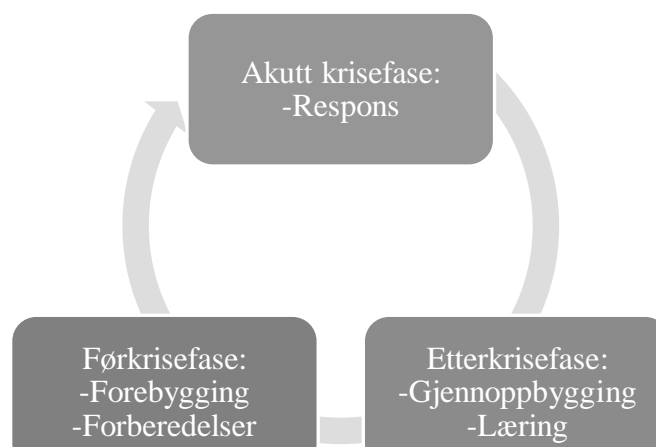 Akutt krisefase:
-Respons
Førkrisefase:
-Forebygging
-Forberedelser
Etterkrisefase:
-Gjennoppbygging
-Læring